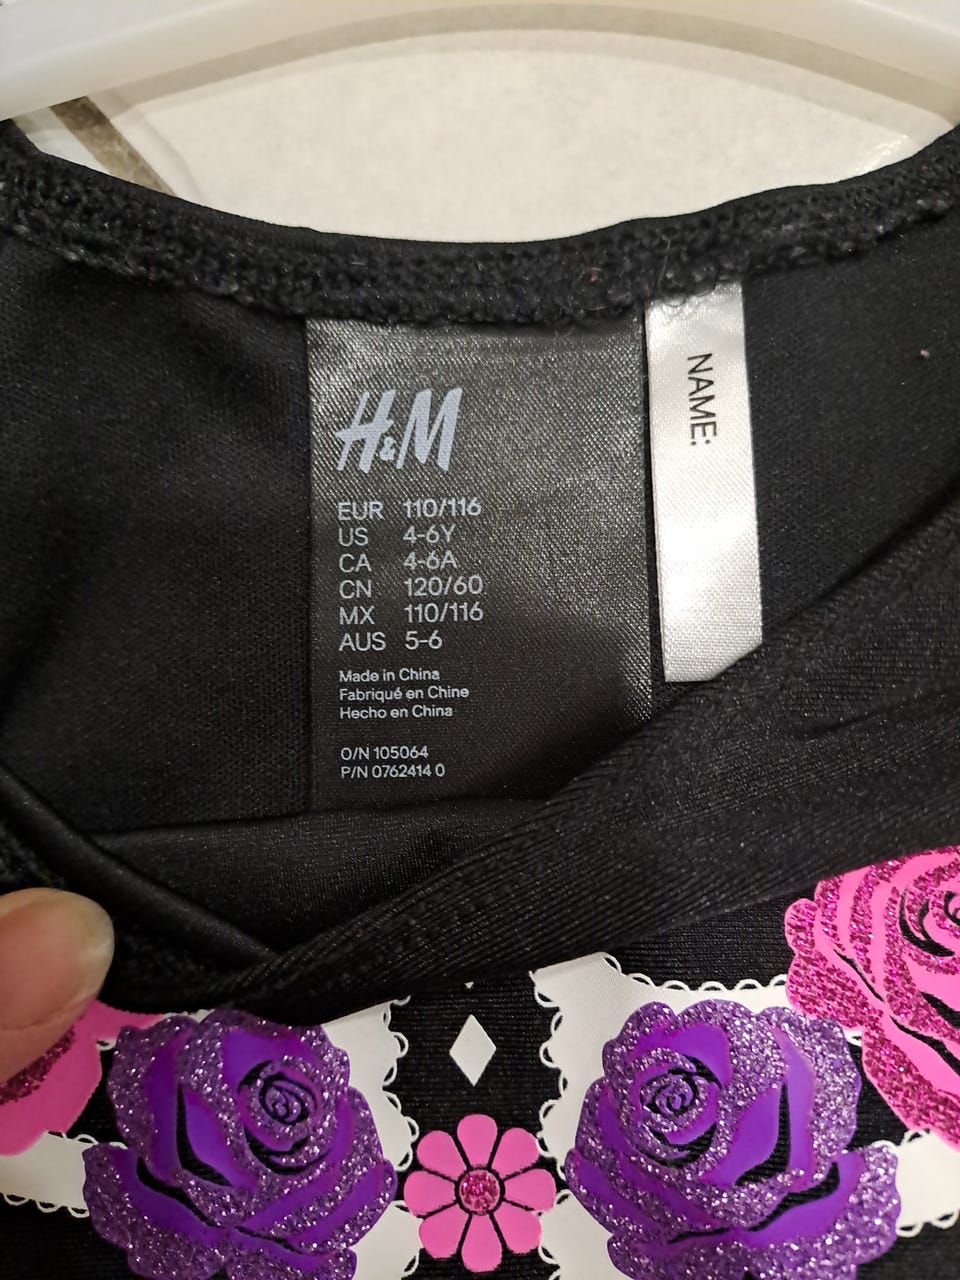 H&M
EUR 110/116
US 4-6Y
CA 4-6A
CN 120/60
MX 110/116
AUS 5-6
Made in China
Fabriqué en Chine
Hecho en China
O/N 105064
P/N 0762414 0
NAME: